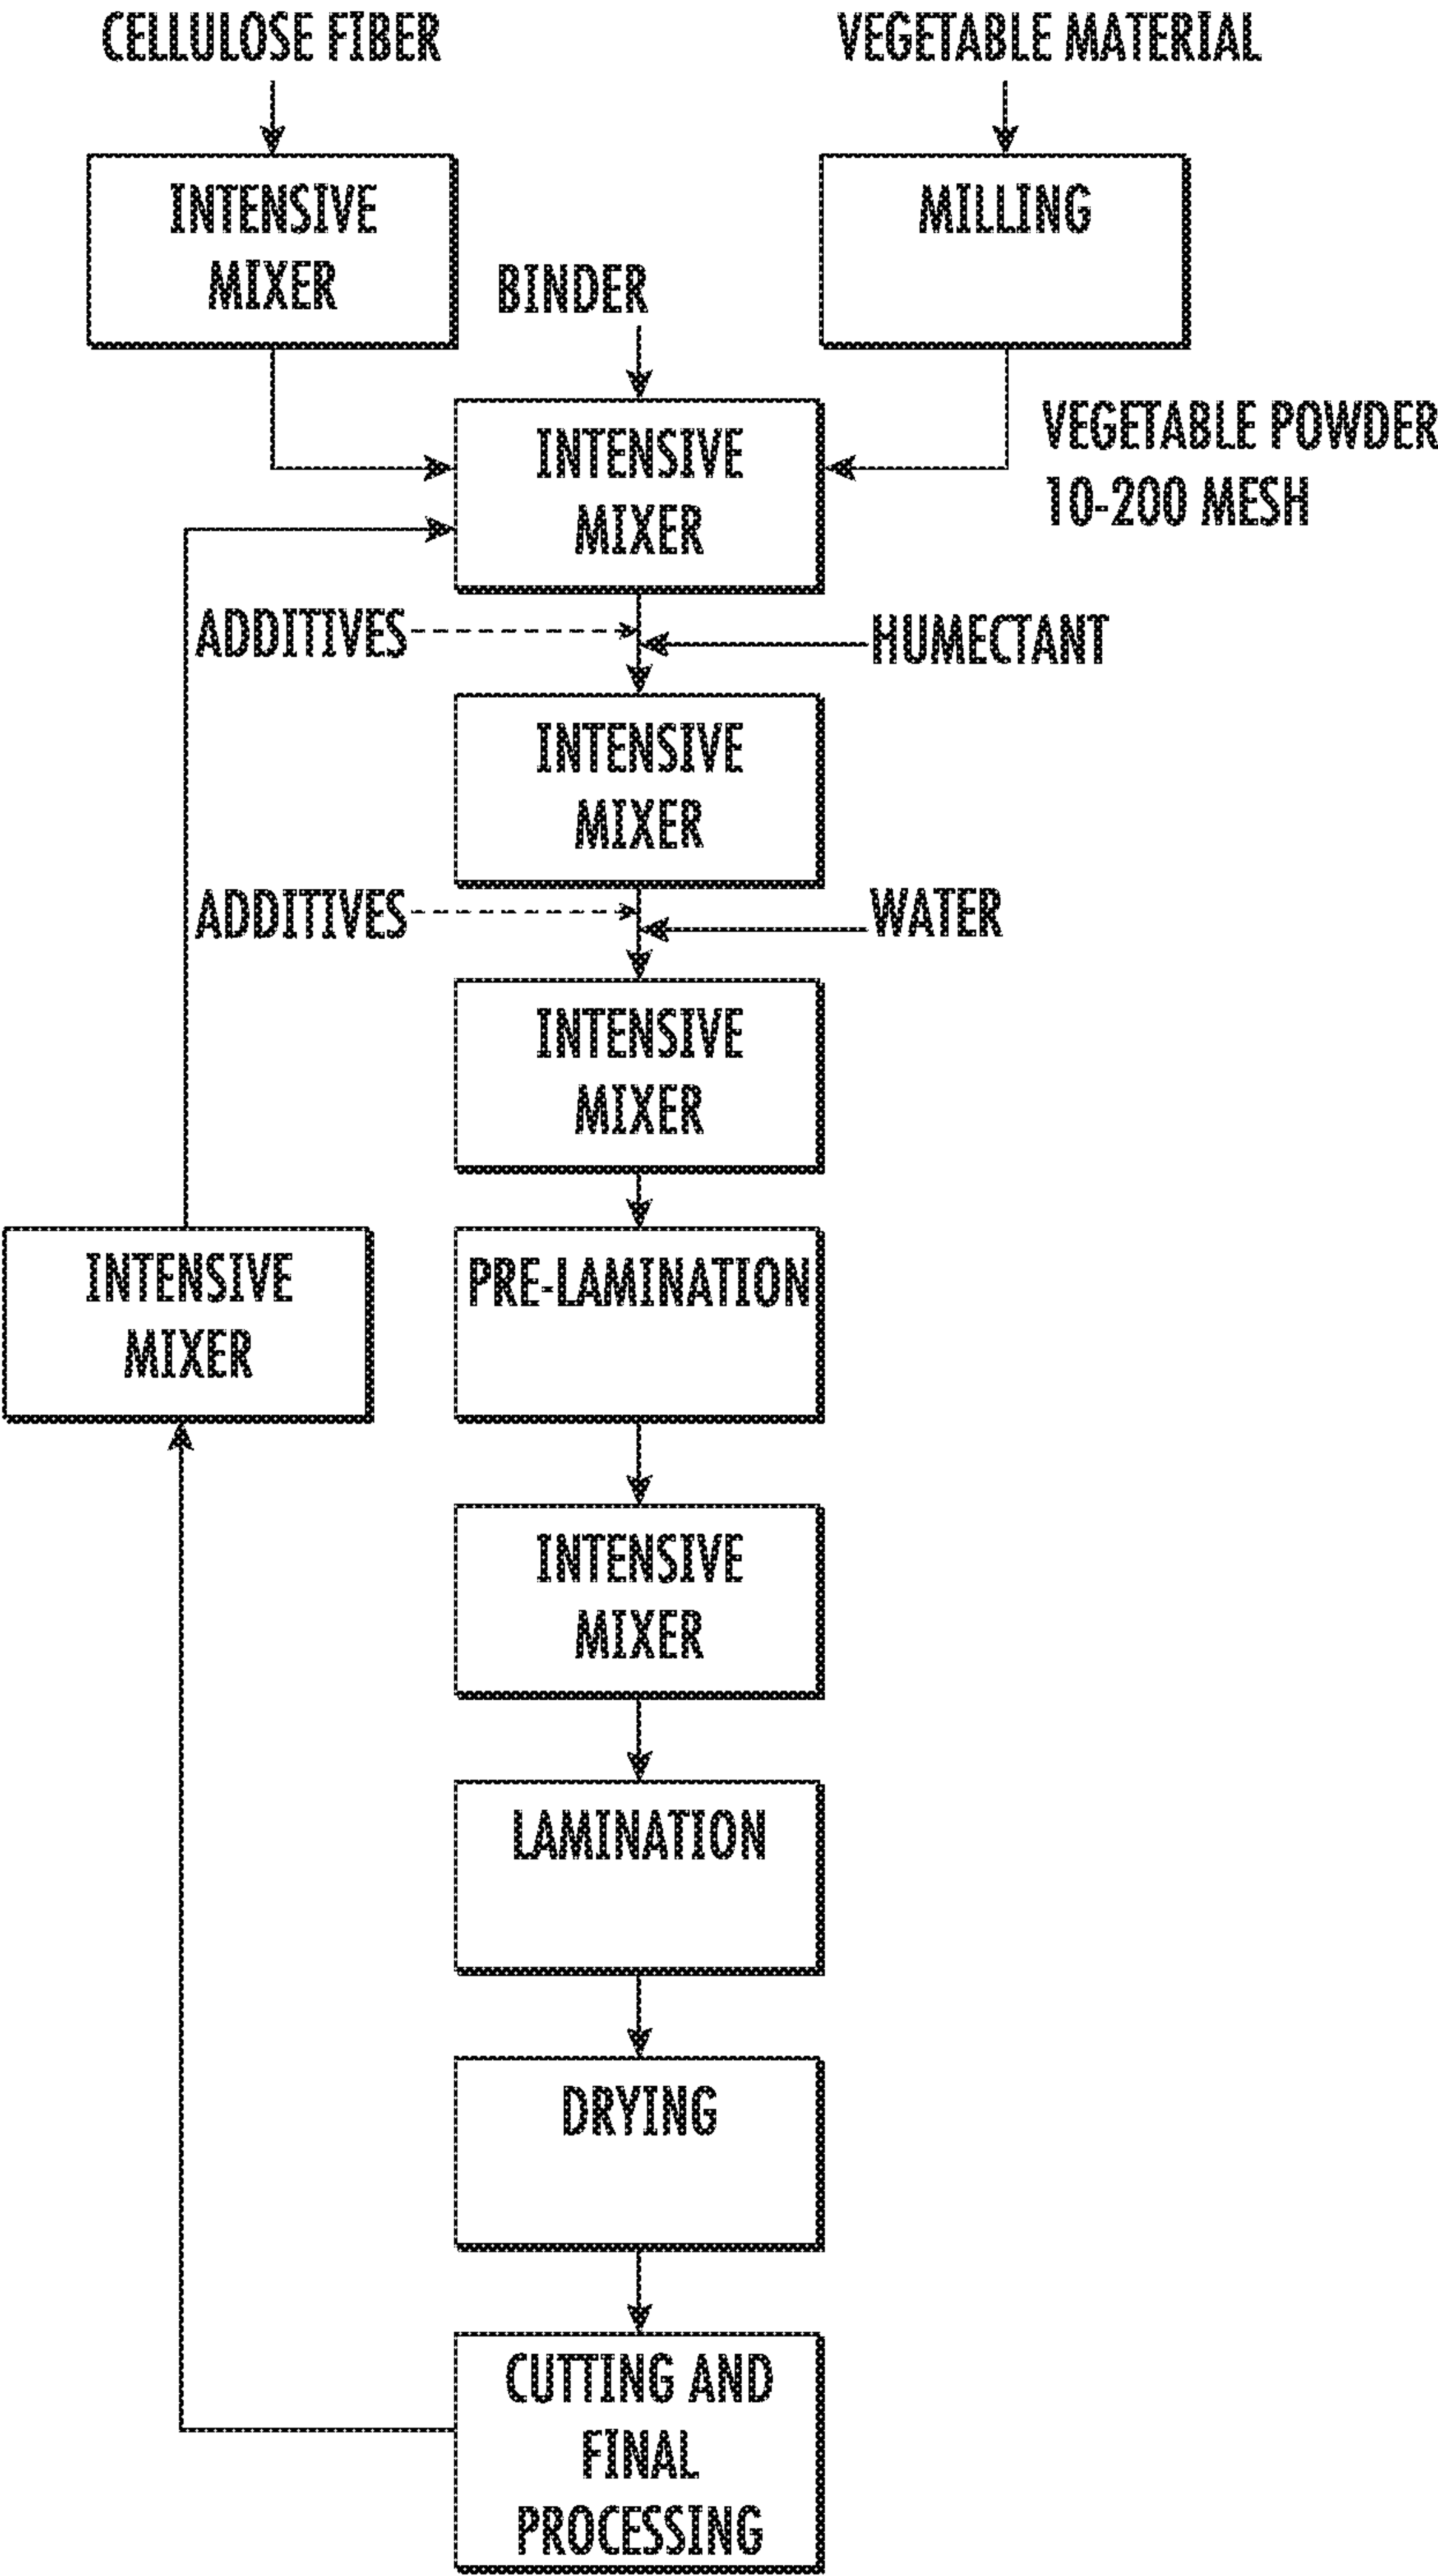 CELLULOSE FIBER
VEGETABLE MATERIAL
INTENSIVE
MIXER
MILLING
BINDER
INTENSIVE
MIXER
VEGETABLE POWDER
10-200 MESH
ADDITIVES
HUMECTANT
INTENSIVE
MIXER
ADDITIVES
WATER
INTENSIVE
MIXER
INTENSIVE
MIXER
PRE-LAMINATION
INTENSIVE
MIXER
LAMINATION
DRYING
CUTTING AND
FINAL
PROCESSING